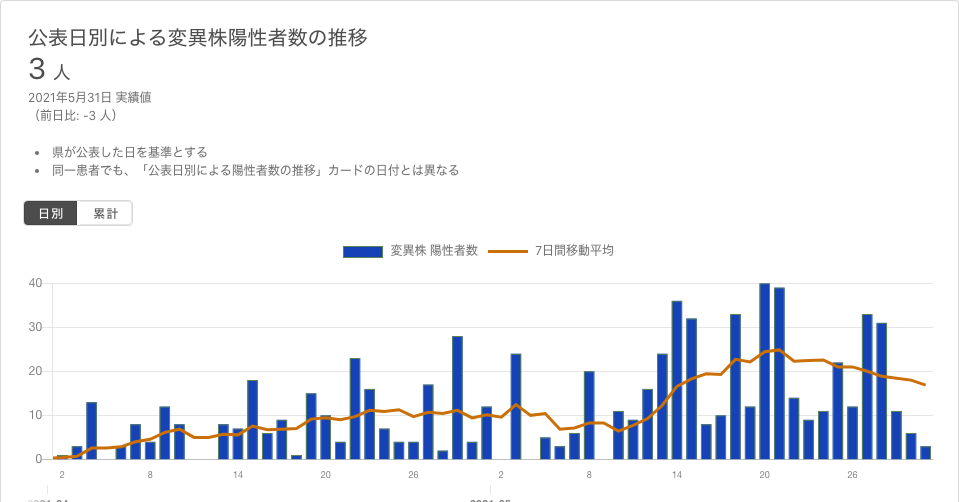 公表日別による変異株陽性者数の推移
3 人
2021年5月31日 実績値
（前日比: -3 人）
• 県が公表した日を基準とする
• 同一患者でも、「公表日別による陽性者数の推移」カードの日付とは異なる
日別 累計
変異株 陽性者数 7日間移動平均
40
30
20
10
0
2 8 14 20 26 2 8 14 20 26